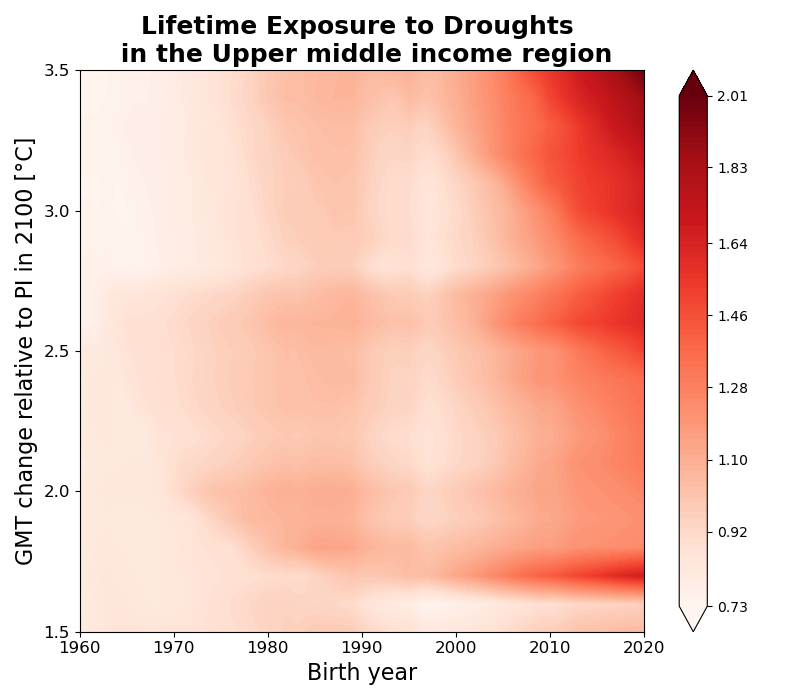 Lifetime Exposure to Droughts
in the Upper middle income region
GMT change relative to PI in 2100 [°C]
3.5
3.0
2.5
2.0
1.5
1960 1970 1980 1990 2000 2010 2020
Birth year
2.01
1.83
1.64
1.46
1.28
1.10
0.92
0.73